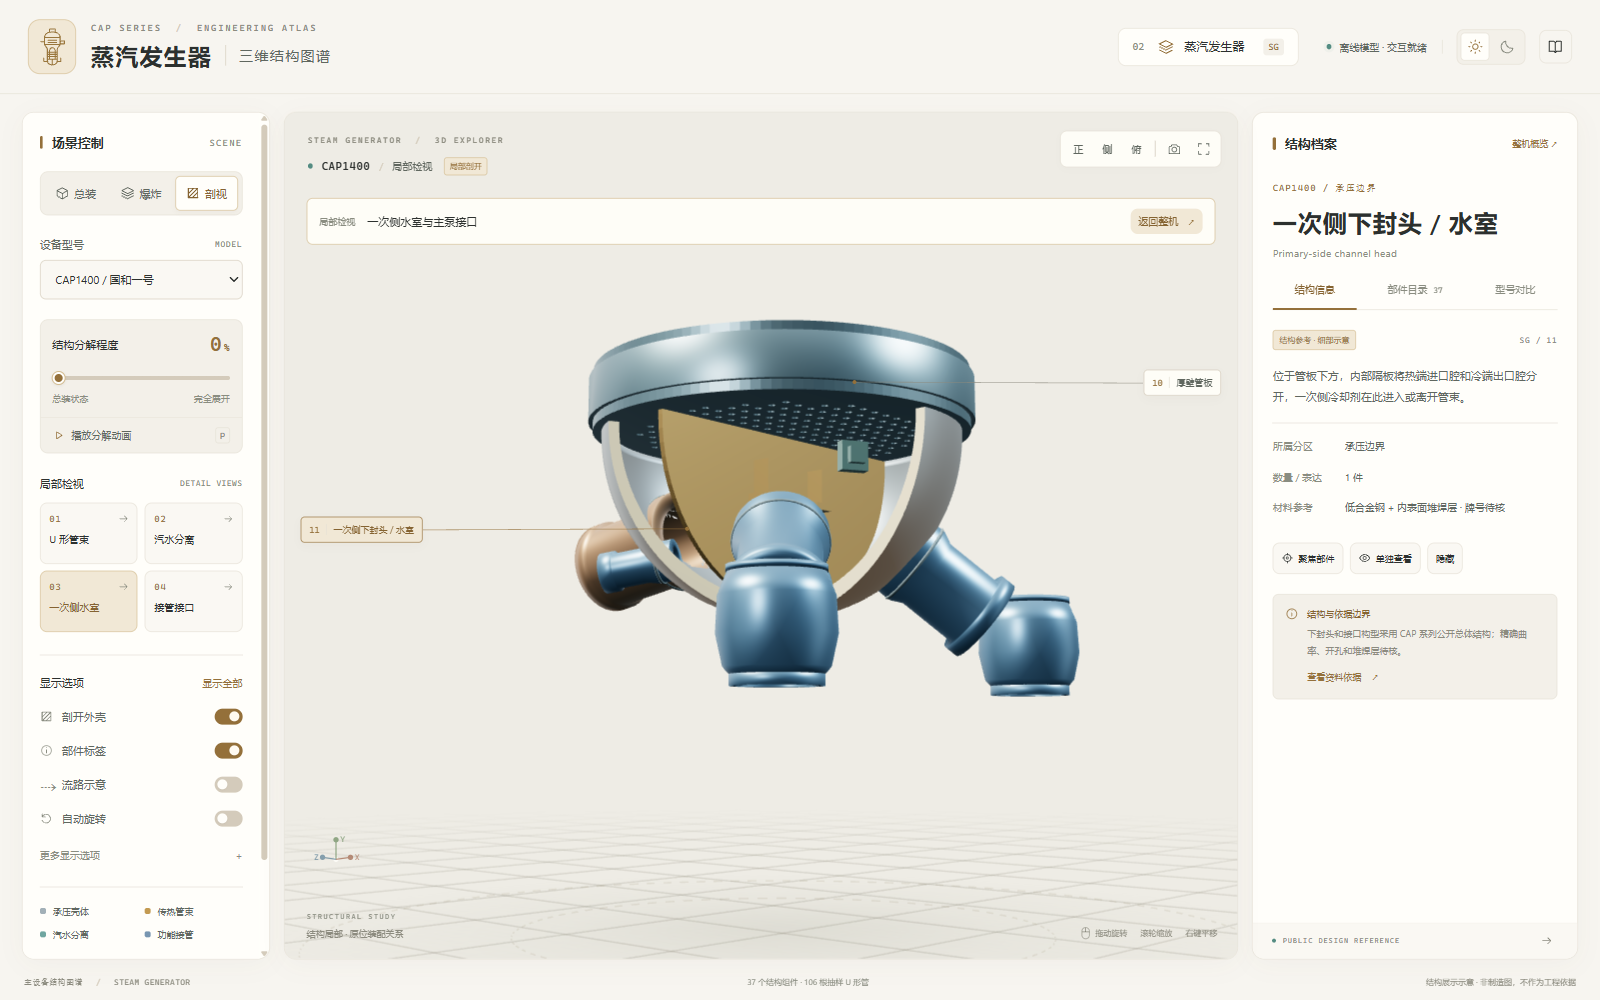 CAP SERIES / ENGINEERING ATLAS
蒸汽发生器 三维结构图谱
02 蒸汽发生器 SG
离线模型 · 交互就绪
场景控制 SCENE
总装 爆炸 剖视
设备型号 MODEL
CAP1400 / 国和一号
结构分解程度 0%
总装状态 完全展开
播放分解动画 P
局部检视 DETAIL VIEWS
01 U 形管束
02 汽水分离
03 一次侧水室
04 接管接口
显示选项 显示全部
剖开外壳
部件标签
流路示意
自动旋转
更多显示选项 +
承压壳体 传热管束
汽水分离 功能接管
STEAM GENERATOR / 3D EXPLORER
CAP1400 / 局部检视 局部剖开
正 侧 俯
局部检视 一次侧水室与主泵接口 返回整机 ↗
10 厚壁管板
11 一次侧下封头 / 水室
Y
Z X
STRUCTURAL STUDY
结构局部 · 原位装配关系
拖动旋转 滚轮缩放 右键平移
结构档案 整机概览 ↗
CAP1400 / 承压边界
一次侧下封头 / 水室
Primary-side channel head
结构信息 部件目录 37 型号对比
结构参考 · 细部示意 SG / 11
位于管板下方，内部隔板将热端进口腔和冷端出口腔分
开，一次侧冷却剂在此进入或离开管束。
所属分区 承压边界
数量 / 表达 1 件
材料参考 低合金钢 + 内表面堆焊层 · 牌号待核
聚焦部件 单独查看 隐藏
结构与依据边界
下封头和接口构型采用 CAP 系列公开总体结构；精确曲
率、开孔和堆焊层待核。
查看资料依据 ↗
PUBLIC DESIGN REFERENCE →
主设备结构图谱 / STEAM GENERATOR
37 个结构组件 · 106 根抽样 U 形管
结构展示示意 · 非制造图，不作为工程依据